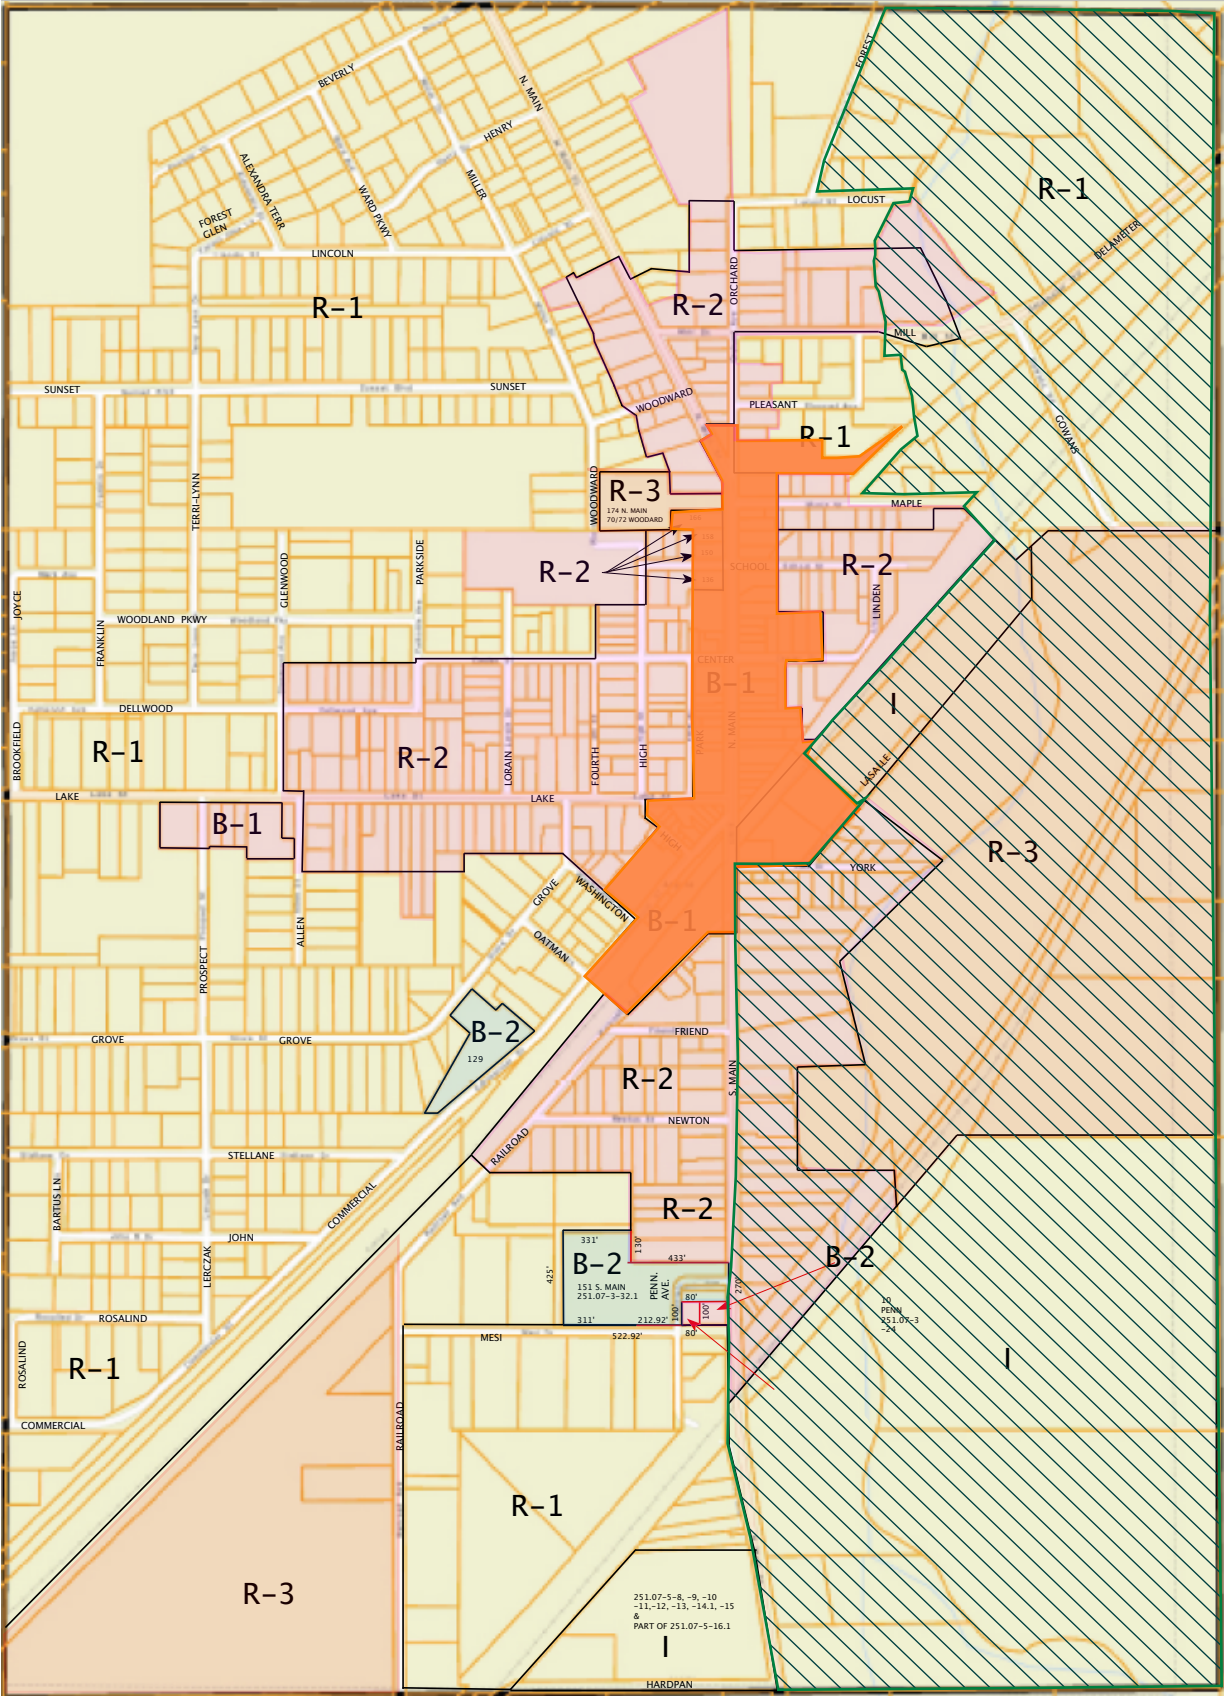 FOREST
BEVERLY
N. MAIN
HENRY
ALEXANDRA TERR
MILLER
WARD PKWY
R-1
LOCUST
FOREST
GLEN
DELAMETER
LINCOLN
ORCHARD
R-1
R-2
MILL
SUNSET
SUNSET
WOODWARD
PLEASANT
GOWANS
R-1
TERRI-LYNN
WOODWARD
R-3
174 N. MAIN
70/72 WOODARD
MAPLE
PARKSIDE
GLENWOOD
R-2
SCHOOL
R-2
JOYCE
LINDEN
WOODLAND PKWY
FRANKLIN
CENTER
B-1
I
DELLWOOD
PARK
N. MAIN
BROOKFIELD
R-1
R-2
LORAIN
FOURTH
HIGH
LASALLE
LAKE
LAKE
B-1
HIGH
R-3
YORK
GROVE
WASHINGTON
B-1
ALLEN
OATMAN
PROSPECT
B-2
129
FRIEND
GROVE
GROVE
R-2
S. MAIN
NEWTON
RAILROAD
STELLANE
BARTUS LN
COMMERCIAL
R-2
JOHN
LERCZAK
331'
130'
433'
B-2
B-2
425'
151 S. MAIN
251.07-3-32.1
PENN.
AVE.
270'
80'
100'
100'
10
PENN
251.07-3
-24
311'
212.92'
ROSALIND
MESI
522.92'
80'
ROSALIND
R-1
I
COMMERCIAL
RAILROAD
R-1
R-3
251.07-5-8, -9, -10
-11,-12, -13, -14.1, -15
&
PART OF 251.07-5-16.1
I
HARDPAN